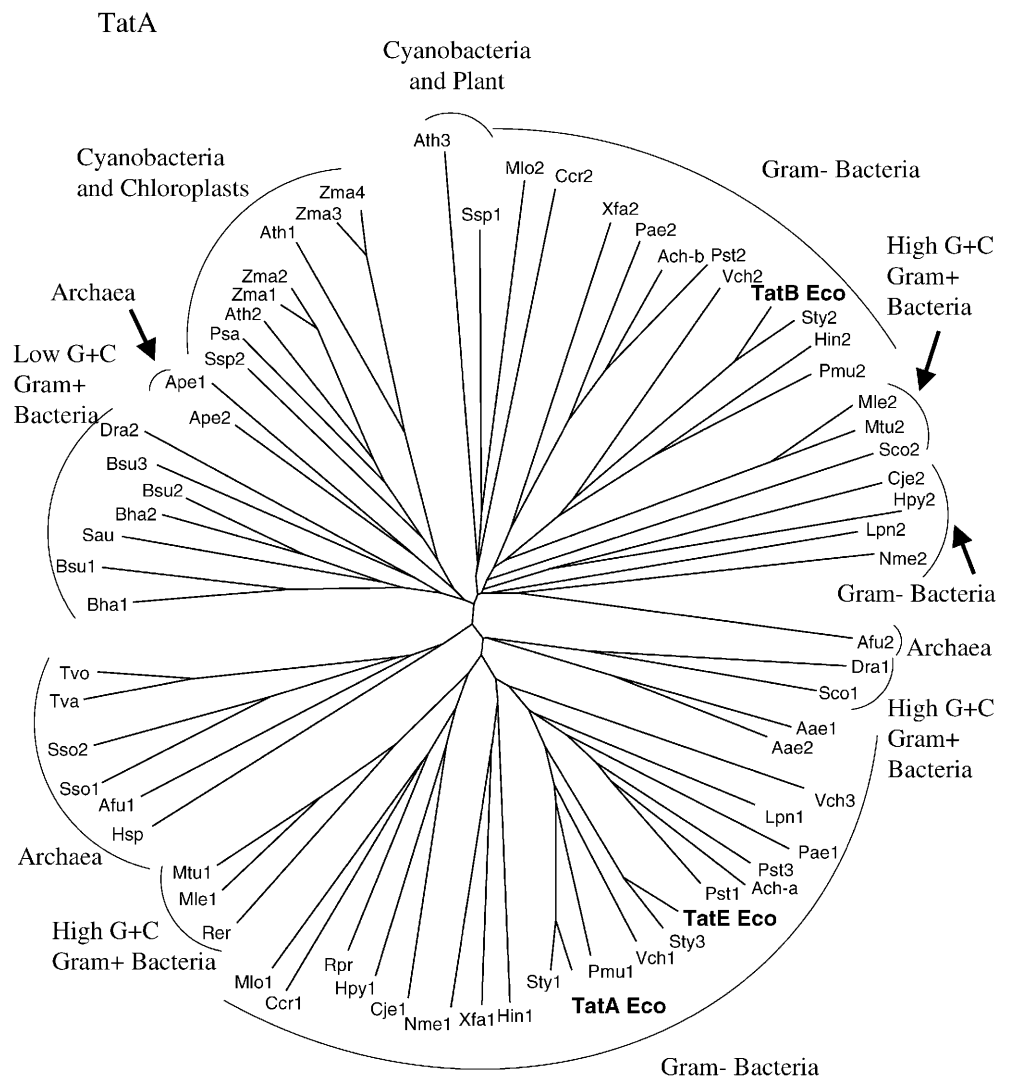 TatA
Cyanobacteria
and Plant
Cyanobacteria
and Chloroplasts
Gram- Bacteria
High G+C
Gram+
Bacteria
Archaea
Low G+C
Gram+
Bacteria
Ath3
Ssp1
Mlo2
Ccr2
Xfa2
Pae2
Ach-b
Pst2
Vch2
TatB Eco
Sty2
Hin2
Pmu2
Mle2
Mtu2
Sco2
Cje2
Hpy2
Lpn2
Nme2
Gram- Bacteria
Afu2
Archaea
Dra1
Sco1
High G+C
Gram+
Bacteria
Aae1
Aae2
Vch3
Lpn1
Pae1
Pst3
Ach-a
Pst1
TatE Eco
Sty3
Vch1
Pmu1
TatA Eco
Sty1
Hin1
Xfa1
Nme1
Cje1
Hpy1
Rpr
Ccr1
Mlo1
Gram- Bacteria
High G+C
Gram+ Bacteria
Rer
Mle1
Mtu1
Archaea
Hsp
Afu1
Sso1
Sso2
Tva
Tvo
Bha1
Bsu1
Sau
Bha2
Bsu2
Bsu3
Dra2
Ape2
Ape1
Ssp2
Psa
Ath2
Zma1
Zma2
Ath1
Zma3
Zma4